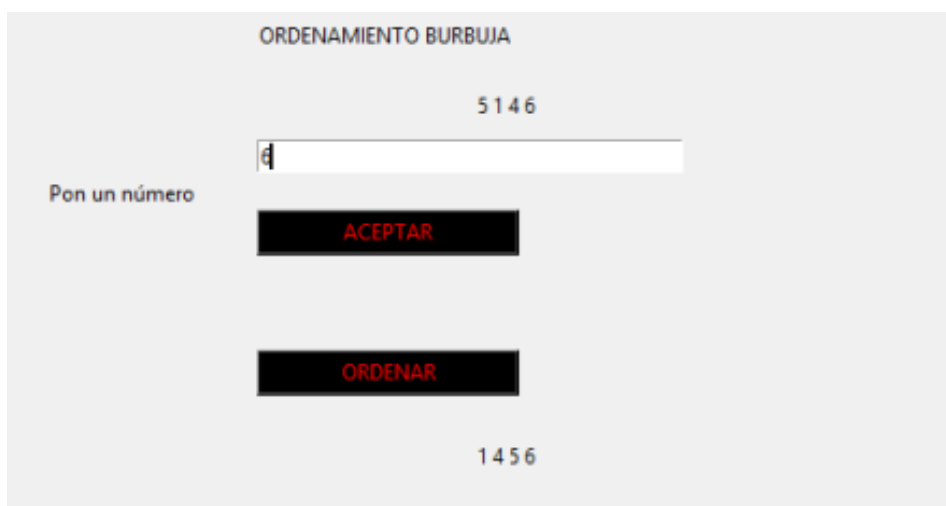 ORDENAMIENTO BURBUJA
5 1 4 6
6
Pon un número
ACEPTAR
ORDENAR
1 4 5 6